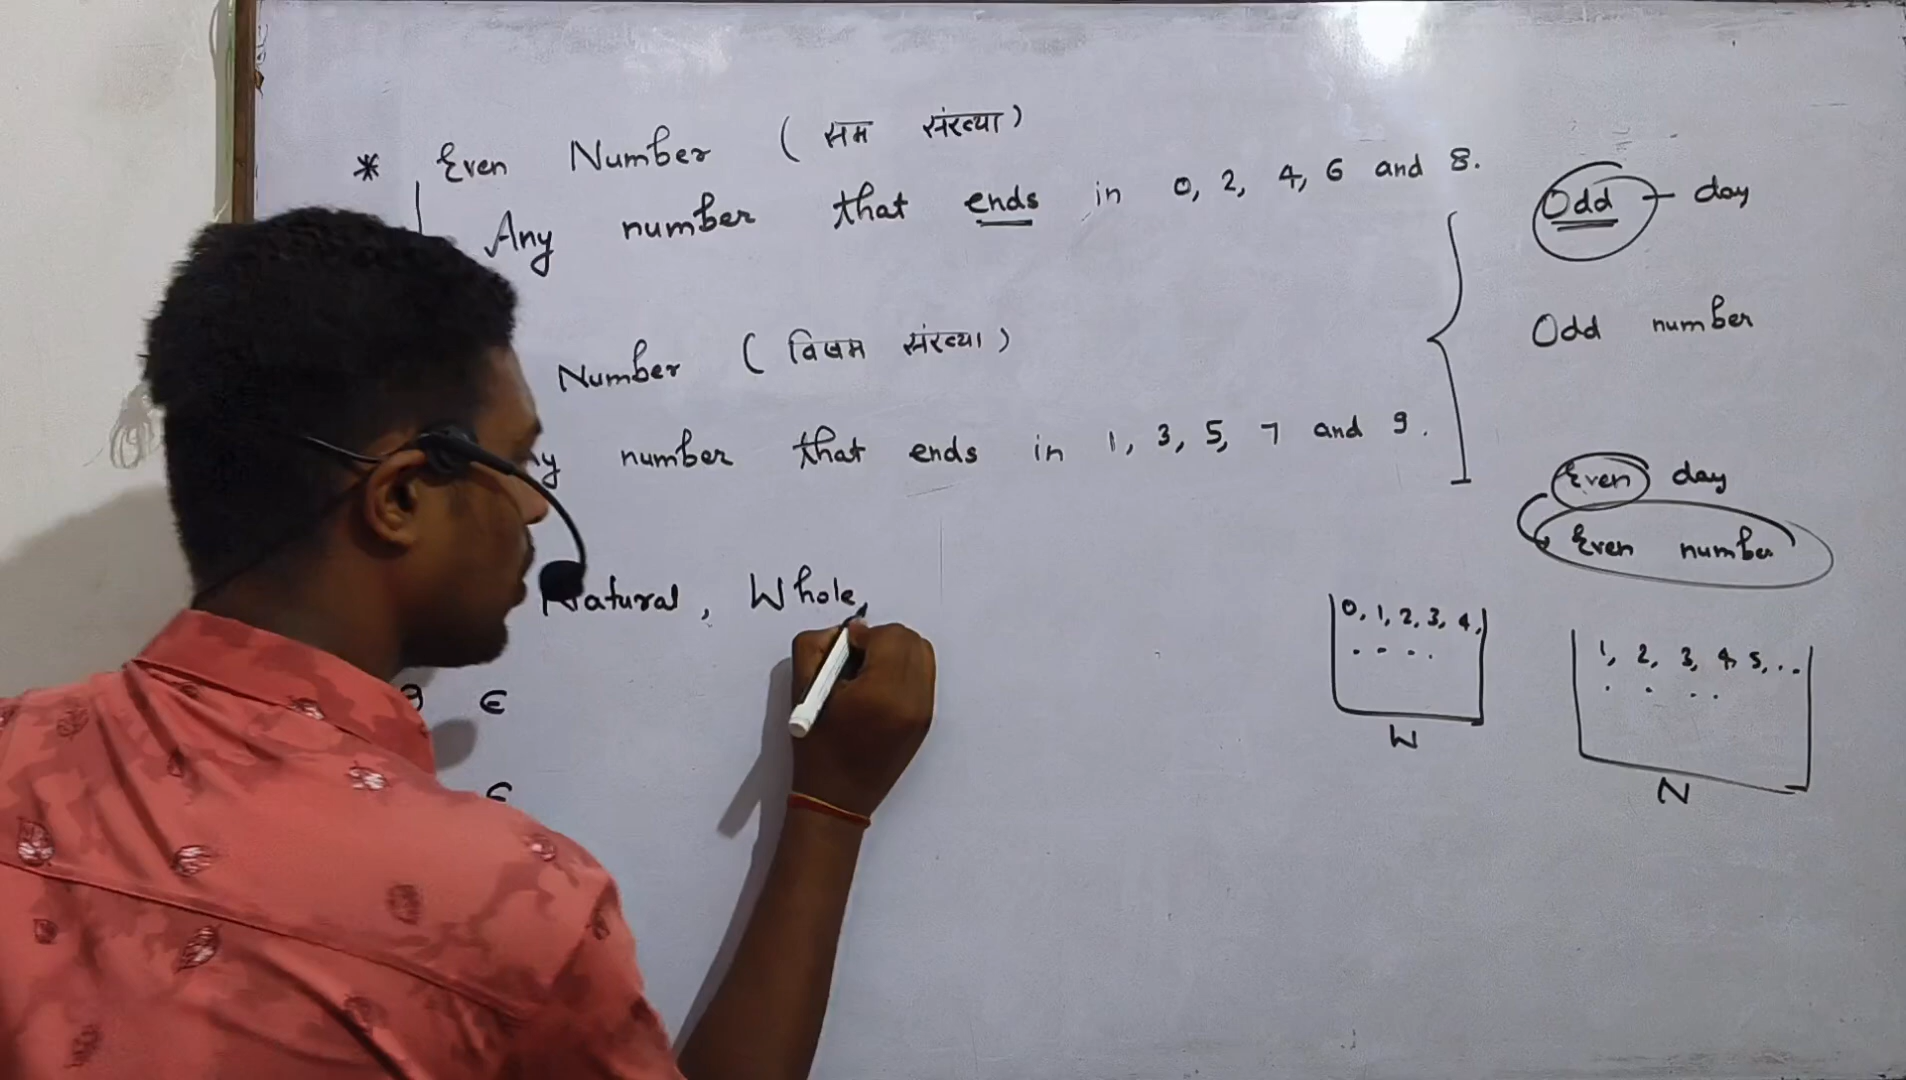 * Even Number ( सम संख्या )
Any number that ends in 0, 2, 4, 6 and 8.
Number ( विषम संख्या )
number that ends in 1, 3, 5, 7 and 9.
Natural, Whole,
9 ∈
∈
Odd - day
Odd number
Even day
Even number
0, 1, 2, 3, 4,
. . . .
W
1, 2, 3, 4, 5, ..
. . . .
N